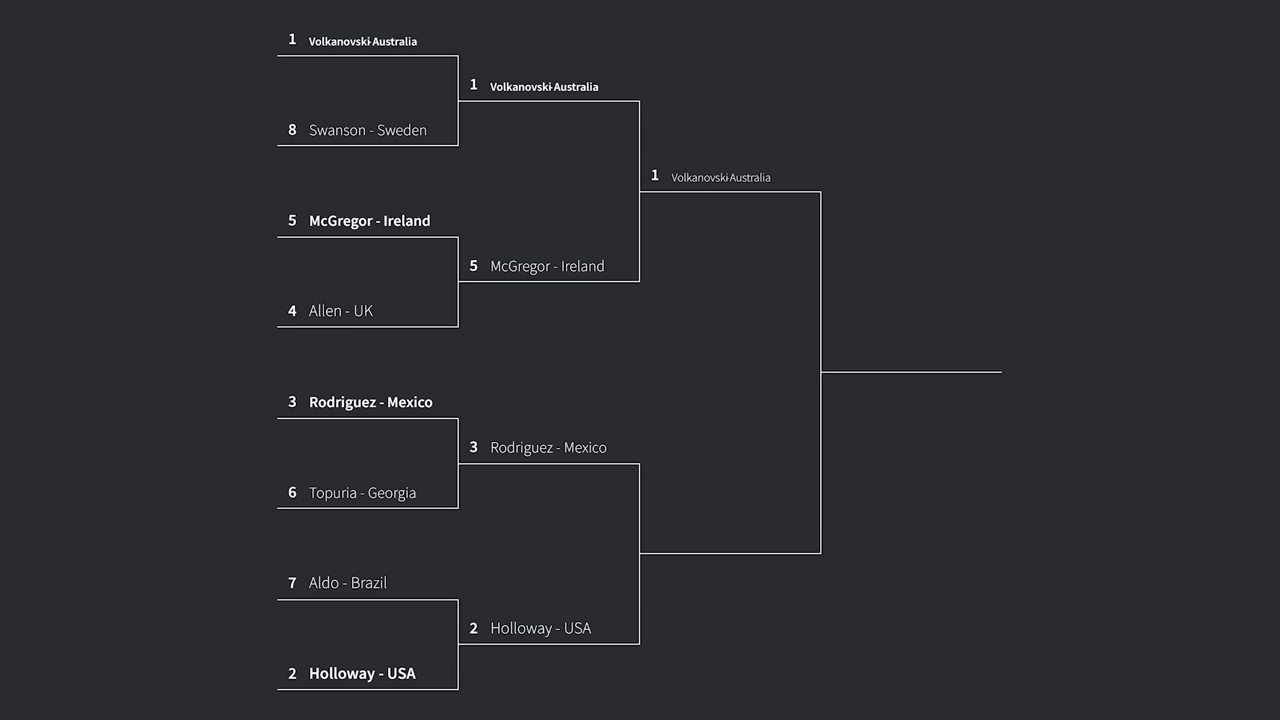 1 Volkanovski-Australia
1 Volkanovski-Australia
8 Swanson - Sweden
1 Volkanovski-Australia
5 McGregor - Ireland
5 McGregor - Ireland
4 Allen - UK
3 Rodriguez - Mexico
3 Rodriguez - Mexico
6 Topuria - Georgia
7 Aldo - Brazil
2 Holloway - USA
2 Holloway - USA